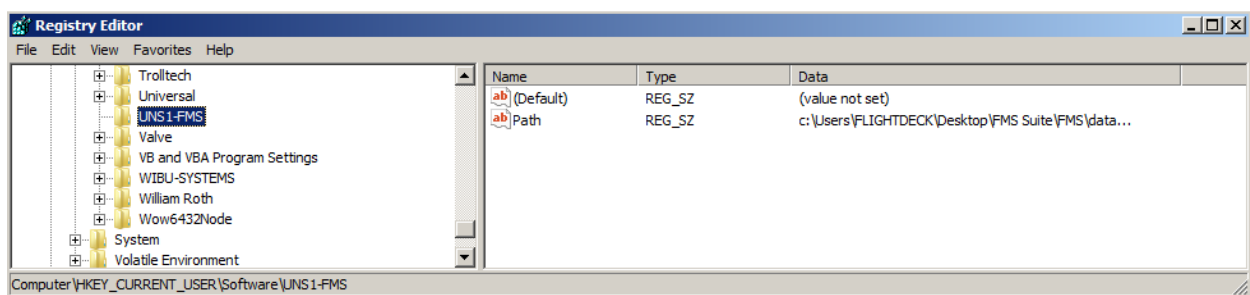 Registry Editor
File Edit View Favorites Help
Trolltech
Universal
UNS1-FMS
Valve
VB and VBA Program Settings
WIBU-SYSTEMS
William Roth
Wow6432Node
System
Volatile Environment
Name Type Data
(Default) REG_SZ (value not set)
Path REG_SZ c:\Users\FLIGHTDECK\Desktop\FMS Suite\FMS\data...
Computer\HKEY_CURRENT_USER\Software\UNS1-FMS